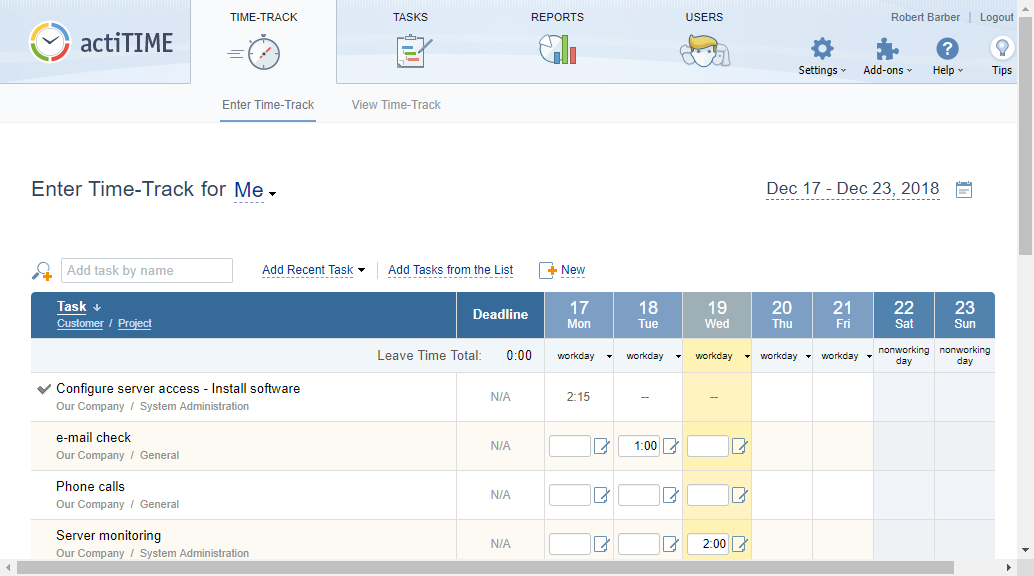 actiTIME
TIME-TRACK TASKS REPORTS USERS
Robert Barber Logout
Settings Add-ons Help Tips
Enter Time-Track View Time-Track
Enter Time-Track for Me
Dec 17 - Dec 23, 2018
Add task by name Add Recent Task Add Tasks from the List New
Task Deadline 17 18 19 20 21 22 23
Customer / Project Mon Tue Wed Thu Fri Sat Sun
Leave Time Total: 0:00 workday workday workday workday workday nonworking day nonworking day
Configure server access - Install software N/A 2:15 -- --
Our Company / System Administration
e-mail check N/A 1:00
Our Company / General
Phone calls N/A
Our Company / General
Server monitoring N/A 2:00
Our Company / System Administration